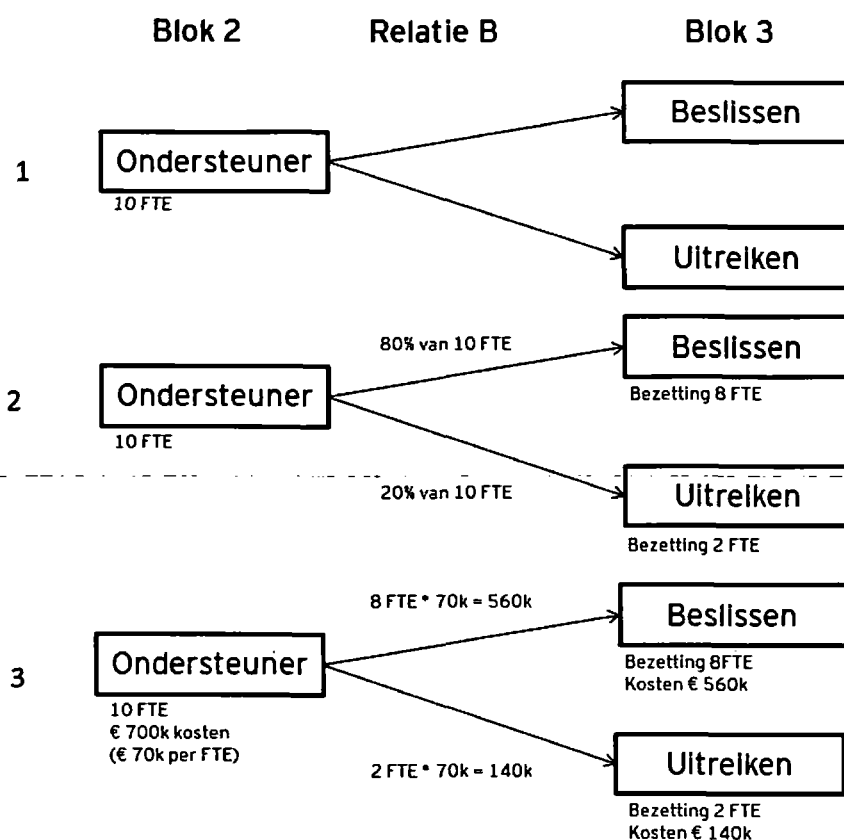 Blok 2 Relatie B Blok 3
1
Ondersteuner
10 FTE
Beslissen
Uitreiken
2
Ondersteuner
10 FTE
80% van 10 FTE
Beslissen
Bezetting 8 FTE
20% van 10 FTE
Uitreiken
Bezetting 2 FTE
3
Ondersteuner
10 FTE
€ 700k kosten
(€ 70k per FTE)
8 FTE * 70k = 560k
Beslissen
Bezetting 8FTE
Kosten € 560k
2 FTE * 70k = 140k
Uitreiken
Bezetting 2 FTE
Kosten € 140k